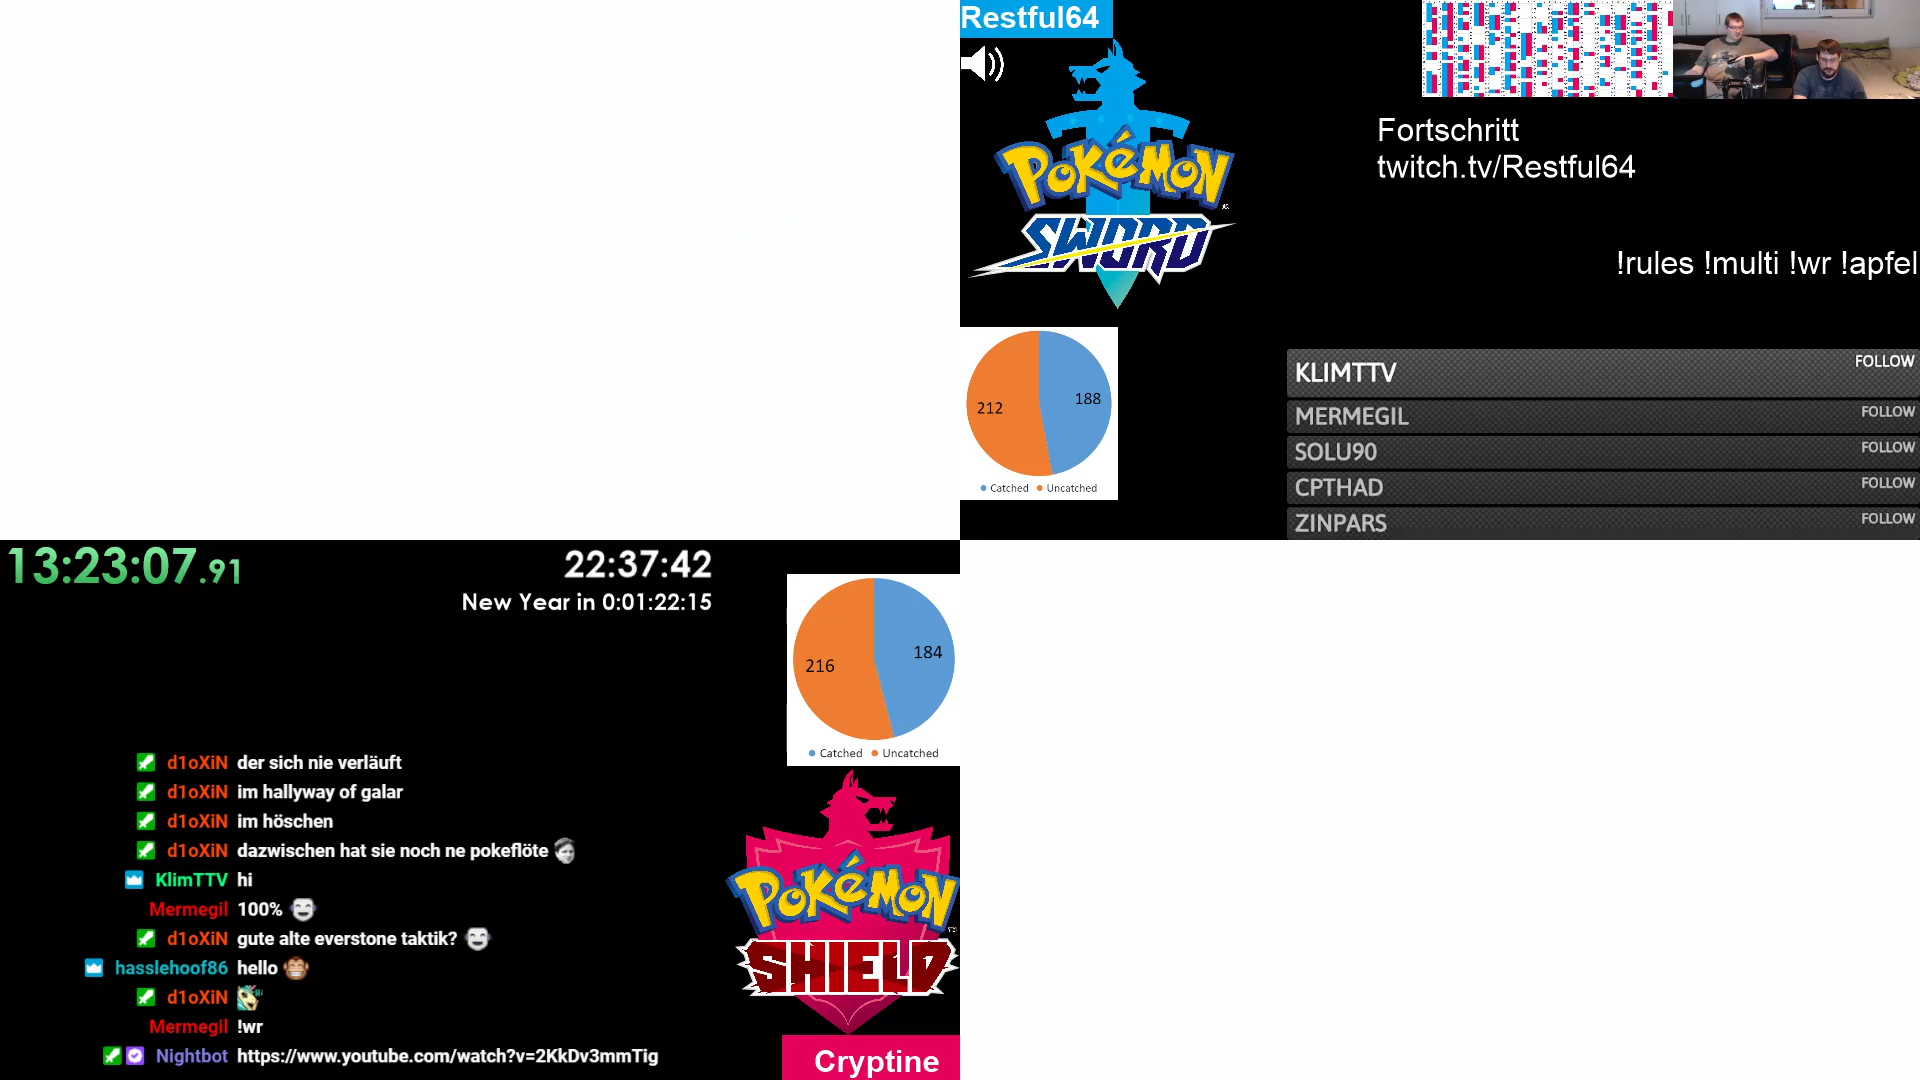 Restful64
POKéMON
SWORD
Fortschritt
twitch.tv/Restful64
!rules !multi !wr !apfel
212
188
Catched Uncatched
KLIMTTV FOLLOW
MERMEGIL FOLLOW
SOLU90 FOLLOW
CPTHAD FOLLOW
ZINPARS FOLLOW
13:23:07.91
22:37:42
New Year in 0:01:22:15
216
184
Catched Uncatched
d1oXiN der sich nie verläuft
d1oXiN im hallyway of galar
d1oXiN im höschen
d1oXiN dazwischen hat sie noch ne pokeflöte
KlimTTV hi
Mermegil 100%
d1oXiN gute alte everstone taktik?
hasslehoof86 hello
d1oXiN
Mermegil !wr
Nightbot https://www.youtube.com/watch?v=2KkDv3mmTig
POKéMON
SHIELD
Cryptine